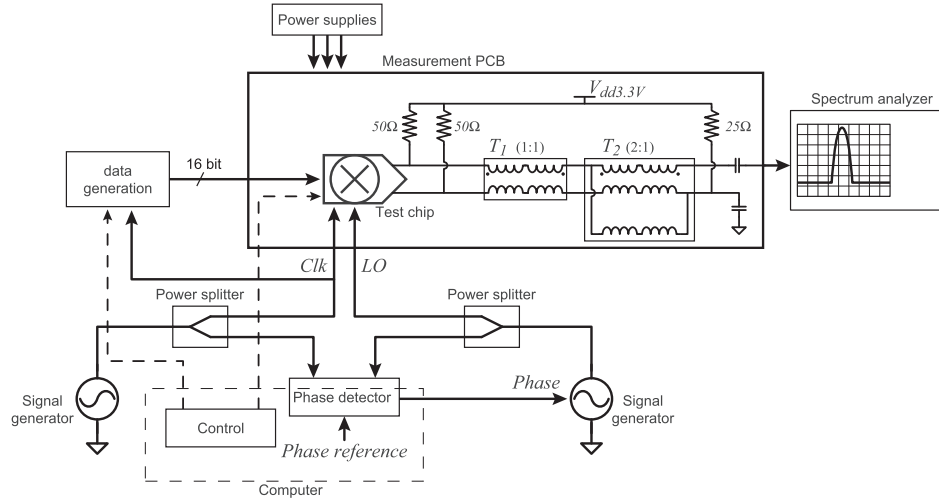 Power supplies
Measurement PCB
Vdd3.3V
Spectrum analyzer
50Ω
50Ω
25Ω
T1 (1:1)
T2 (2:1)
data
generation
16 bit
Test chip
Clk
LO
Power splitter
Power splitter
Signal
generator
Phase detector
Phase
Signal
generator
Control
Phase reference
Computer